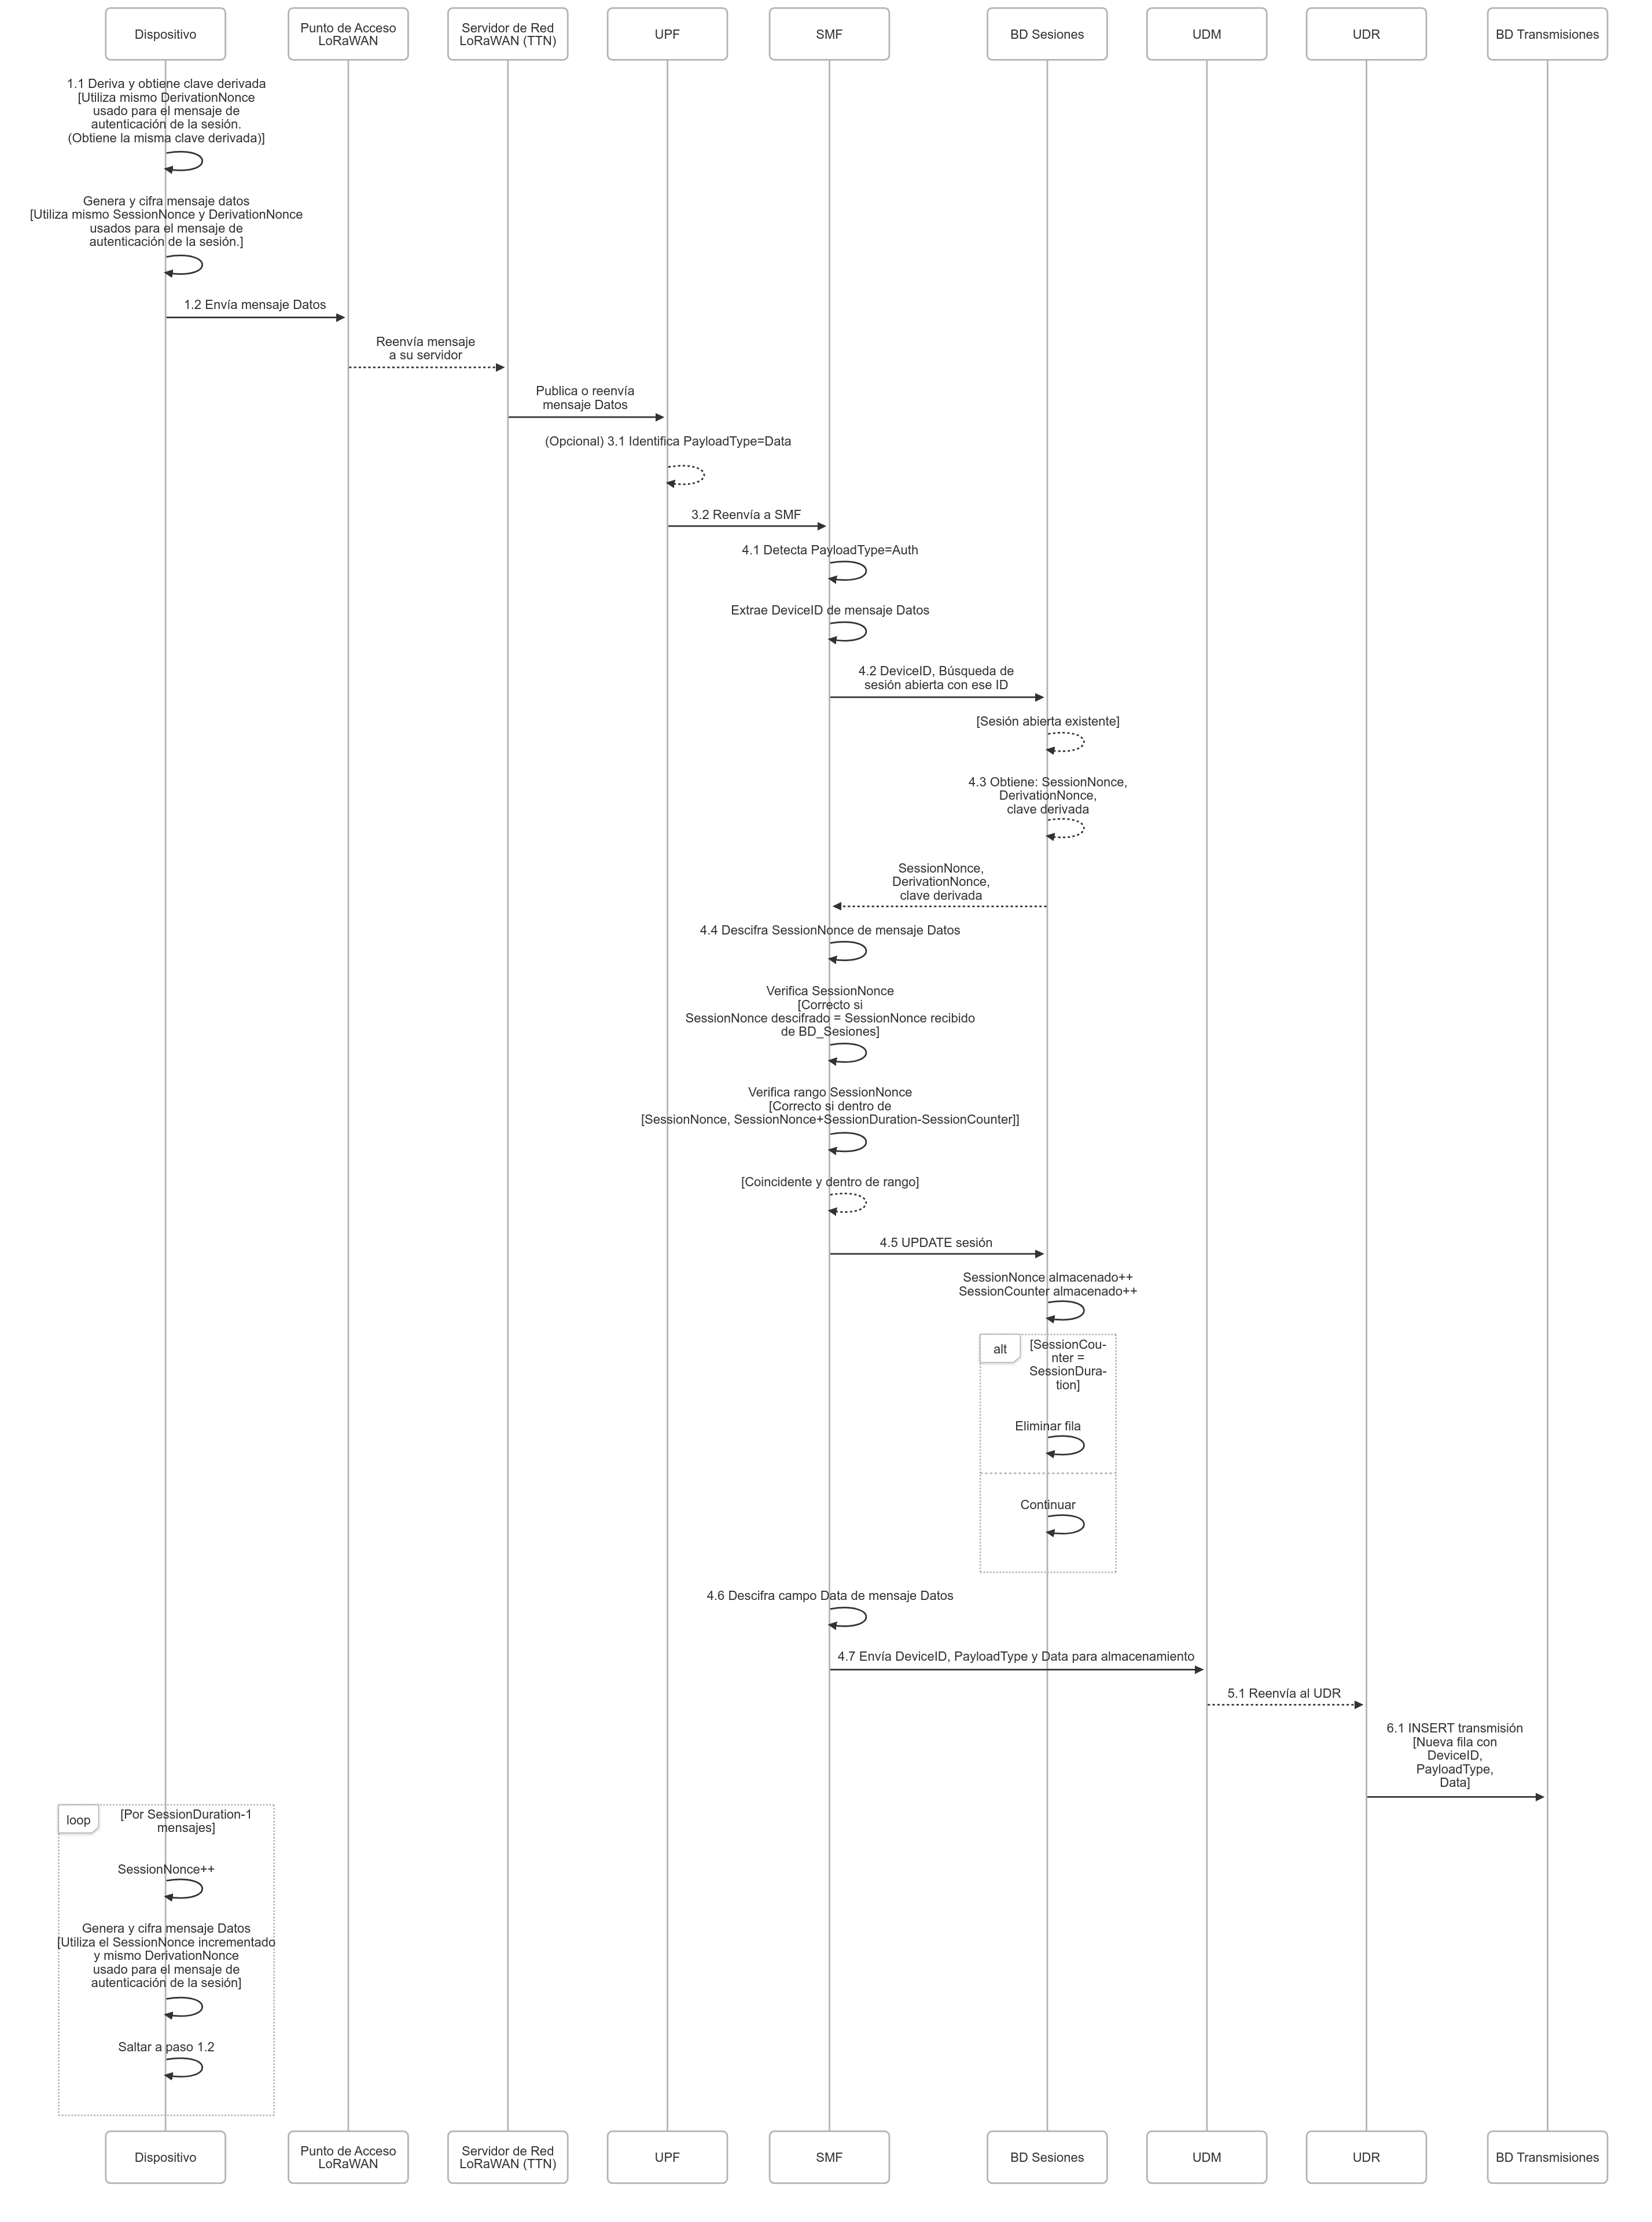 Dispositivo
Punto de Acceso
LoRaWAN
Servidor de Red
LoRaWAN (TTN)
UPF
SMF
BD Sesiones
UDM
UDR
BD Transmisiones
1.1 Deriva y obtiene clave derivada
[Utiliza mismo DerivationNonce
usado para el mensaje de
autenticación de la sesión.
(Obtiene la misma clave derivada)]
Genera y cifra mensaje datos
[Utiliza mismo SessionNonce y DerivationNonce
usados para el mensaje de
autenticación de la sesión.]
1.2 Envía mensaje Datos
Reenvía mensaje
a su servidor
Publica o reenvía
mensaje Datos
(Opcional) 3.1 Identifica PayloadType=Data
3.2 Reenvía a SMF
4.1 Detecta PayloadType=Auth
Extrae DeviceID de mensaje Datos
4.2 DeviceID, Búsqueda de
sesión abierta con ese ID
[Sesión abierta existente]
4.3 Obtiene: SessionNonce,
DerivationNonce,
clave derivada
SessionNonce,
DerivationNonce,
clave derivada
4.4 Descifra SessionNonce de mensaje Datos
Verifica SessionNonce
[Correcto si
SessionNonce descifrado = SessionNonce recibido
de BD_Sesiones]
Verifica rango SessionNonce
[Correcto si dentro de
[SessionNonce, SessionNonce+SessionDuration-SessionCounter]]
[Coincidente y dentro de rango]
4.5 UPDATE sesión
SessionNonce almacenado++
SessionCounter almacenado++
alt
[SessionCou-
nter =
SessionDura-
tion]
Eliminar fila
Continuar
4.6 Descifra campo Data de mensaje Datos
4.7 Envía DeviceID, PayloadType y Data para almacenamiento
5.1 Reenvía al UDR
6.1 INSERT transmisión
[Nueva fila con
DeviceID,
PayloadType,
Data]
loop
[Por SessionDuration-1
mensajes]
SessionNonce++
Genera y cifra mensaje Datos
[Utiliza el SessionNonce incrementado
y mismo DerivationNonce
usado para el mensaje de
autenticación de la sesión]
Saltar a paso 1.2
Dispositivo
Punto de Acceso
LoRaWAN
Servidor de Red
LoRaWAN (TTN)
UPF
SMF
BD Sesiones
UDM
UDR
BD Transmisiones